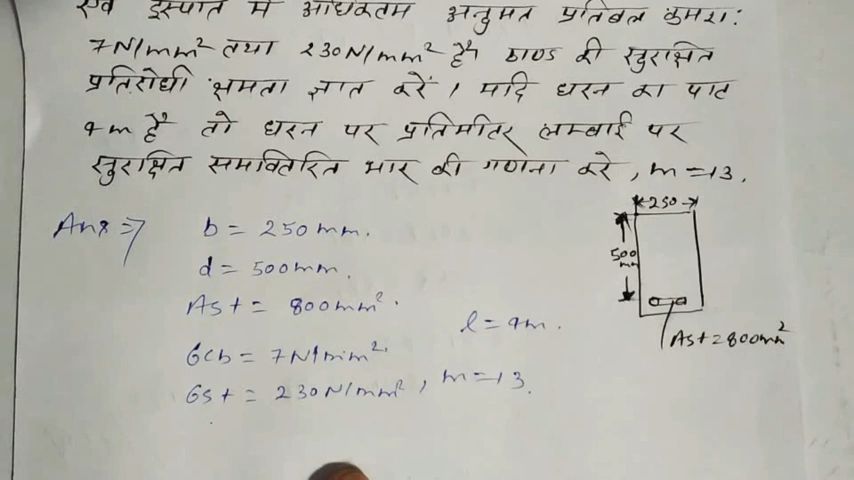 एवं इस्पात में अधिकतम अनुमत प्रतिबल क्रमश:
7N/mm² तथा 230N/mm² है काट की सुरक्षित
प्रतिरोधी क्षमता ज्ञात करें। यदि धरन का पाट
4m है तो धरन पर प्रतिमीटर लम्बाई पर
सुरक्षित समवितरित भार की गणना करे, m=13.
Ans ⇒ b = 250mm.
d = 500mm.
Ast = 800mm².
l = 4m.
σcb = 7N/mm².
σst = 230N/mm², m=13.
250
500
mm
Ast=800mm²